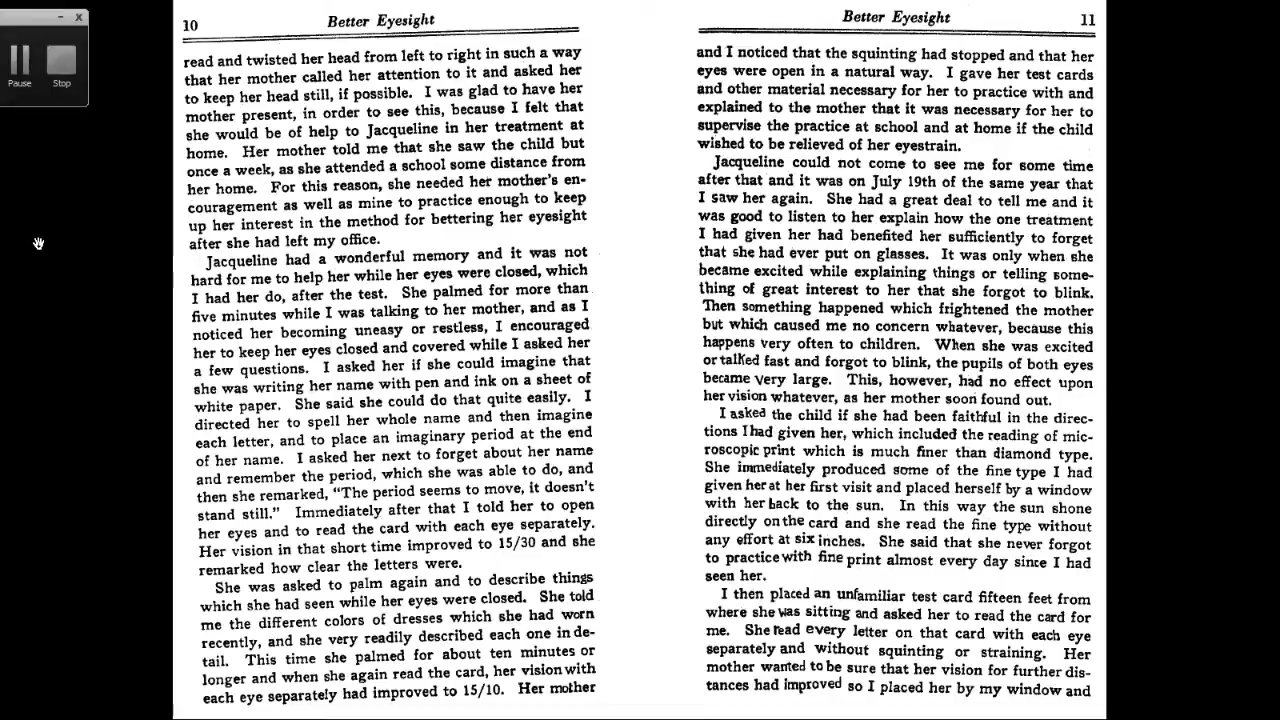 Pause
Stop
10
Better Eyesight
read and twisted her head from left to right in such a way
that her mother called her attention to it and asked her
to keep her head still, if possible. I was glad to have her
mother present, in order to see this, because I felt that
she would be of help to Jacqueline in her treatment at
home. Her mother told me that she saw the child but
once a week, as she attended a school some distance from
her home. For this reason, she needed her mother's en-
couragement as well as mine to practice enough to keep
up her interest in the method for bettering her eyesight
after she had left my office.
Jacqueline had a wonderful memory and it was not
hard for me to help her while her eyes were closed, which
I had her do, after the test. She palmed for more than
five minutes while I was talking to her mother, and as I
noticed her becoming uneasy or restless, I encouraged
her to keep her eyes closed and covered while I asked her
a few questions. I asked her if she could imagine that
she was writing her name with pen and ink on a sheet of
white paper. She said she could do that quite easily. I
directed her to spell her whole name and then imagine
each letter, and to place an imaginary period at the end
of her name. I asked her next to forget about her name
and remember the period, which she was able to do, and
then she remarked, "The period seems to move, it doesn't
stand still." Immediately after that I told her to open
her eyes and to read the card with each eye separately.
Her vision in that short time improved to 15/30 and she
remarked how clear the letters were.
She was asked to palm again and to describe things
which she had seen while her eyes were closed. She told
me the different colors of dresses which she had worn
recently, and she very readily described each one in de-
tail. This time she palmed for about ten minutes or
longer and when she again read the card, her vision with
each eye separately had improved to 15/10. Her mother
Better Eyesight
11
and I noticed that the squinting had stopped and that her
eyes were open in a natural way. I gave her test cards
and other material necessary for her to practice with and
explained to the mother that it was necessary for her to
supervise the practice at school and at home if the child
wished to be relieved of her eyestrain.
Jacqueline could not come to see me for some time
after that and it was on July 19th of the same year that
I saw her again. She had a great deal to tell me and it
was good to listen to her explain how the one treatment
I had given her had benefited her sufficiently to forget
that she had ever put on glasses. It was only when she
became excited while explaining things or telling some-
thing of great interest to her that she forgot to blink.
Then something happened which frightened the mother
but which caused me no concern whatever, because this
happens very often to children. When she was excited
or talked fast and forgot to blink, the pupils of both eyes
became very large. This, however, had no effect upon
her vision whatever, as her mother soon found out.
I asked the child if she had been faithful in the direc-
tions I had given her, which included the reading of mic-
roscopic print which is much finer than diamond type.
She immediately produced some of the fine type I had
given her at her first visit and placed herself by a window
with her back to the sun. In this way the sun shone
directly on the card and she read the fine type without
any effort at six inches. She said that she never forgot
to practice with fine print almost every day since I had
seen her.
I then placed an unfamiliar test card fifteen feet from
where she was sitting and asked her to read the card for
me. She read every letter on that card with each eye
separately and without squinting or straining. Her
mother wanted to be sure that her vision for further dis-
tances had improved so I placed her by my window and